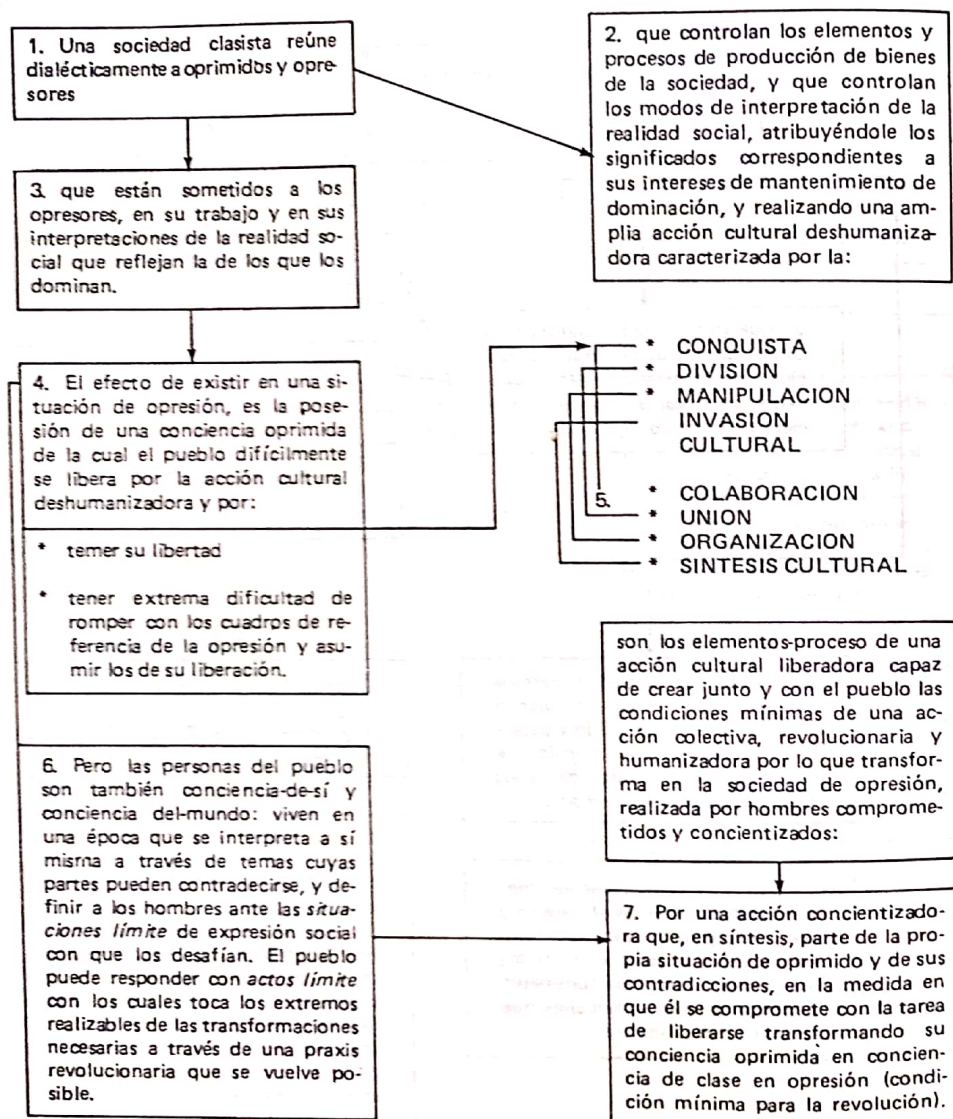 1. Una sociedad clasista reúne
dialécticamente a oprimidos y opre-
sores
2. que controlan los elementos y
procesos de producción de bienes
de la sociedad, y que controlan
los modos de interpretación de la
realidad social, atribuyéndole los
significados correspondientes a
sus intereses de mantenimiento de
dominación, y realizando una am-
plia acción cultural deshumaniza-
dora caracterizada por la:
3. que están sometidos a los
opresores, en su trabajo y en sus
interpretaciones de la realidad so-
cial que reflejan la de los que los
dominan.
4. El efecto de existir en una si-
tuación de opresión, es la pose-
sión de una conciencia oprimida
de la cual el pueblo difícilmente
se libera por la acción cultural
deshumanizadora y por:
* temer su libertad
* tener extrema dificultad de
romper con los cuadros de re-
ferencia de la opresión y asu-
mir los de su liberación.
* CONQUISTA
* DIVISION
* MANIPULACION
INVASION
CULTURAL
5.
* COLABORACION
* UNION
* ORGANIZACION
* SINTESIS CULTURAL
son los elementos-proceso de una
acción cultural liberadora capaz
de crear junto y con el pueblo las
condiciones mínimas de una ac-
ción colectiva, revolucionaria y
humanizadora por lo que transfor-
ma en la sociedad de opresión,
realizada por hombres comprome-
tidos y concientizados:
6. Pero las personas del pueblo
son también conciencia-de-sí y
conciencia del-mundo: viven en
una época que se interpreta a sí
misma a través de temas cuyas
partes pueden contradecirse, y de-
finir a los hombres ante las situa-
ciones límite de expresión social
con que los desafían. El pueblo
puede responder con actos límite
con los cuales toca los extremos
realizables de las transformaciones
necesarias a través de una praxis
revolucionaria que se vuelve po-
sible.
7. Por una acción concientizado-
ra que, en síntesis, parte de la pro-
pia situación de oprimido y de sus
contradicciones, en la medida en
que él se compromete con la tarea
de liberarse transformando su
conciencia oprimida en concien-
cia de clase en opresión (condi-
ción mínima para la revolución).